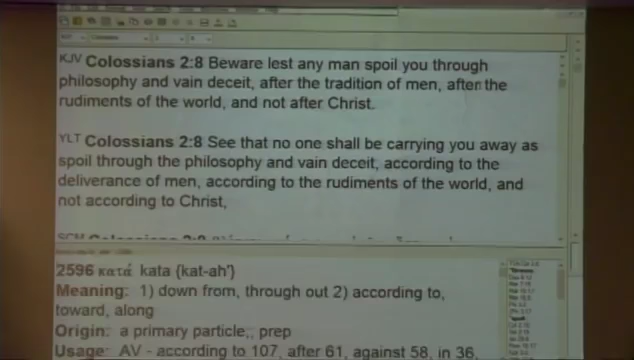 KJV Colossians 2:8 Beware lest any man spoil you through
philosophy and vain deceit, after the tradition of men, after the
rudiments of the world, and not after Christ.
YLT Colossians 2:8 See that no one shall be carrying you away as
spoil through the philosophy and vain deceit, according to the
deliverance of men, according to the rudiments of the world, and
not according to Christ,
Colossians 2:8
2596 κατά kata {kat-ah'}
Meaning: 1) down from, through out 2) according to,
toward, along
Origin: a primary particle,; prep
Usage: AV - according to 107, after 61, against 58, in 36,